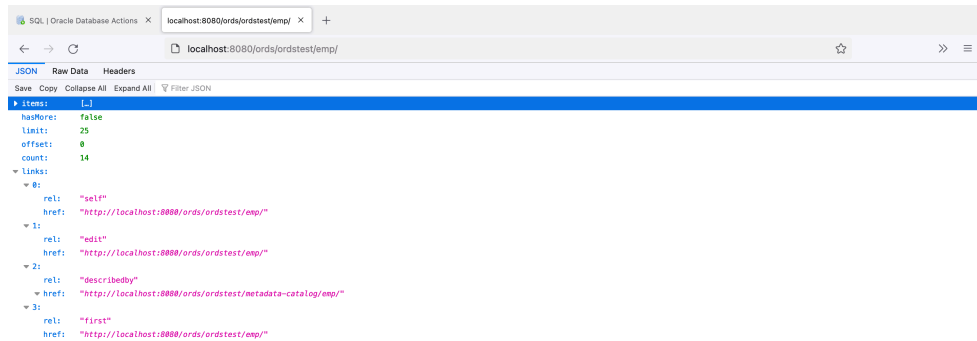 SQL | Oracle Database Actions
localhost:8080/ords/ordstest/emp/
localhost:8080/ords/ordstest/emp/
JSON Raw Data Headers
Save Copy Collapse All Expand All Filter JSON
items: […]
hasMore: false
limit: 25
offset: 0
count: 14
links:
0:
rel: "self"
href: "http://localhost:8080/ords/ordstest/emp/"
1:
rel: "edit"
href: "http://localhost:8080/ords/ordstest/emp/"
2:
rel: "describedby"
href: "http://localhost:8080/ords/ordstest/metadata-catalog/emp/"
3:
rel: "first"
href: "http://localhost:8080/ords/ordstest/emp/"